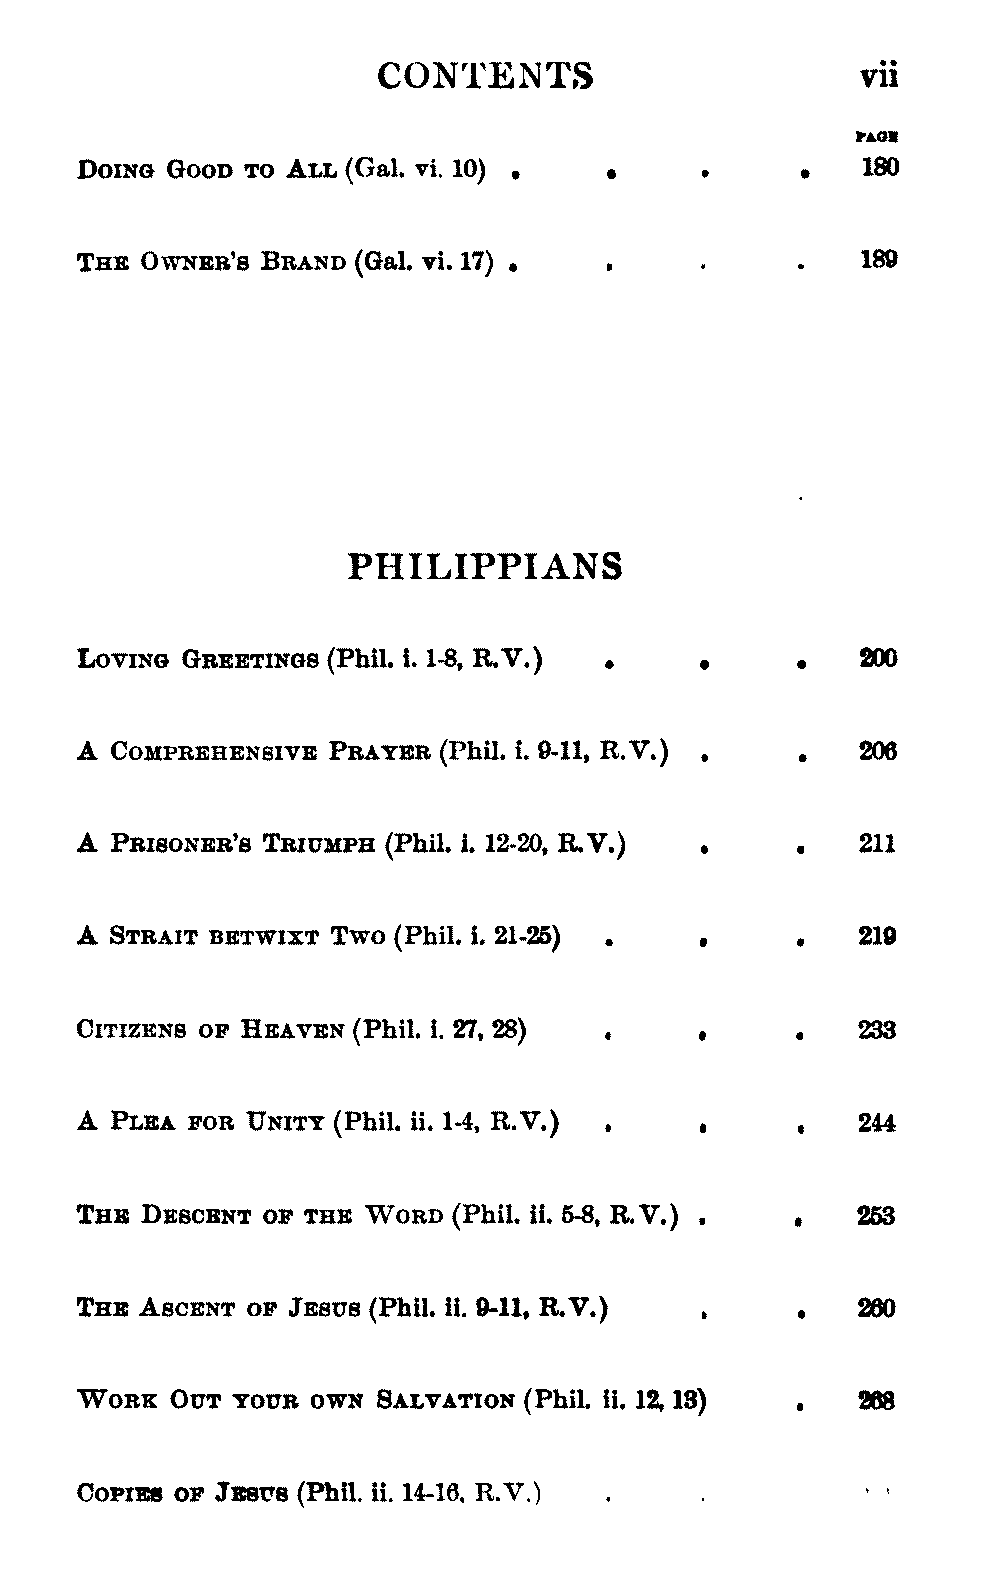 CONTENTS vii
PAGE
DOING GOOD TO ALL (Gal. vi. 10) . . . . 180
THE OWNER'S BRAND (Gal. vi. 17) . . . . 189
PHILIPPIANS
LOVING GREETINGS (Phil. i. 1-8, R.V.) . . . 200
A COMPREHENSIVE PRAYER (Phil. i. 9-11, R.V.) . . 206
A PRISONER'S TRIUMPH (Phil. i. 12-20, R.V.) . . 211
A STRAIT BETWIXT TWO (Phil. i. 21-25) . . . 219
CITIZENS OF HEAVEN (Phil. i. 27, 28) . . . 233
A PLEA FOR UNITY (Phil. ii. 1-4, R.V.) . . . 244
THE DESCENT OF THE WORD (Phil. ii. 5-8, R.V.) . . 253
THE ASCENT OF JESUS (Phil. ii. 9-11, R.V.) . . 260
WORK OUT YOUR OWN SALVATION (Phil. ii. 12, 13) . 268
COPIES OF JESUS (Phil. ii. 14-16, R.V.) . .